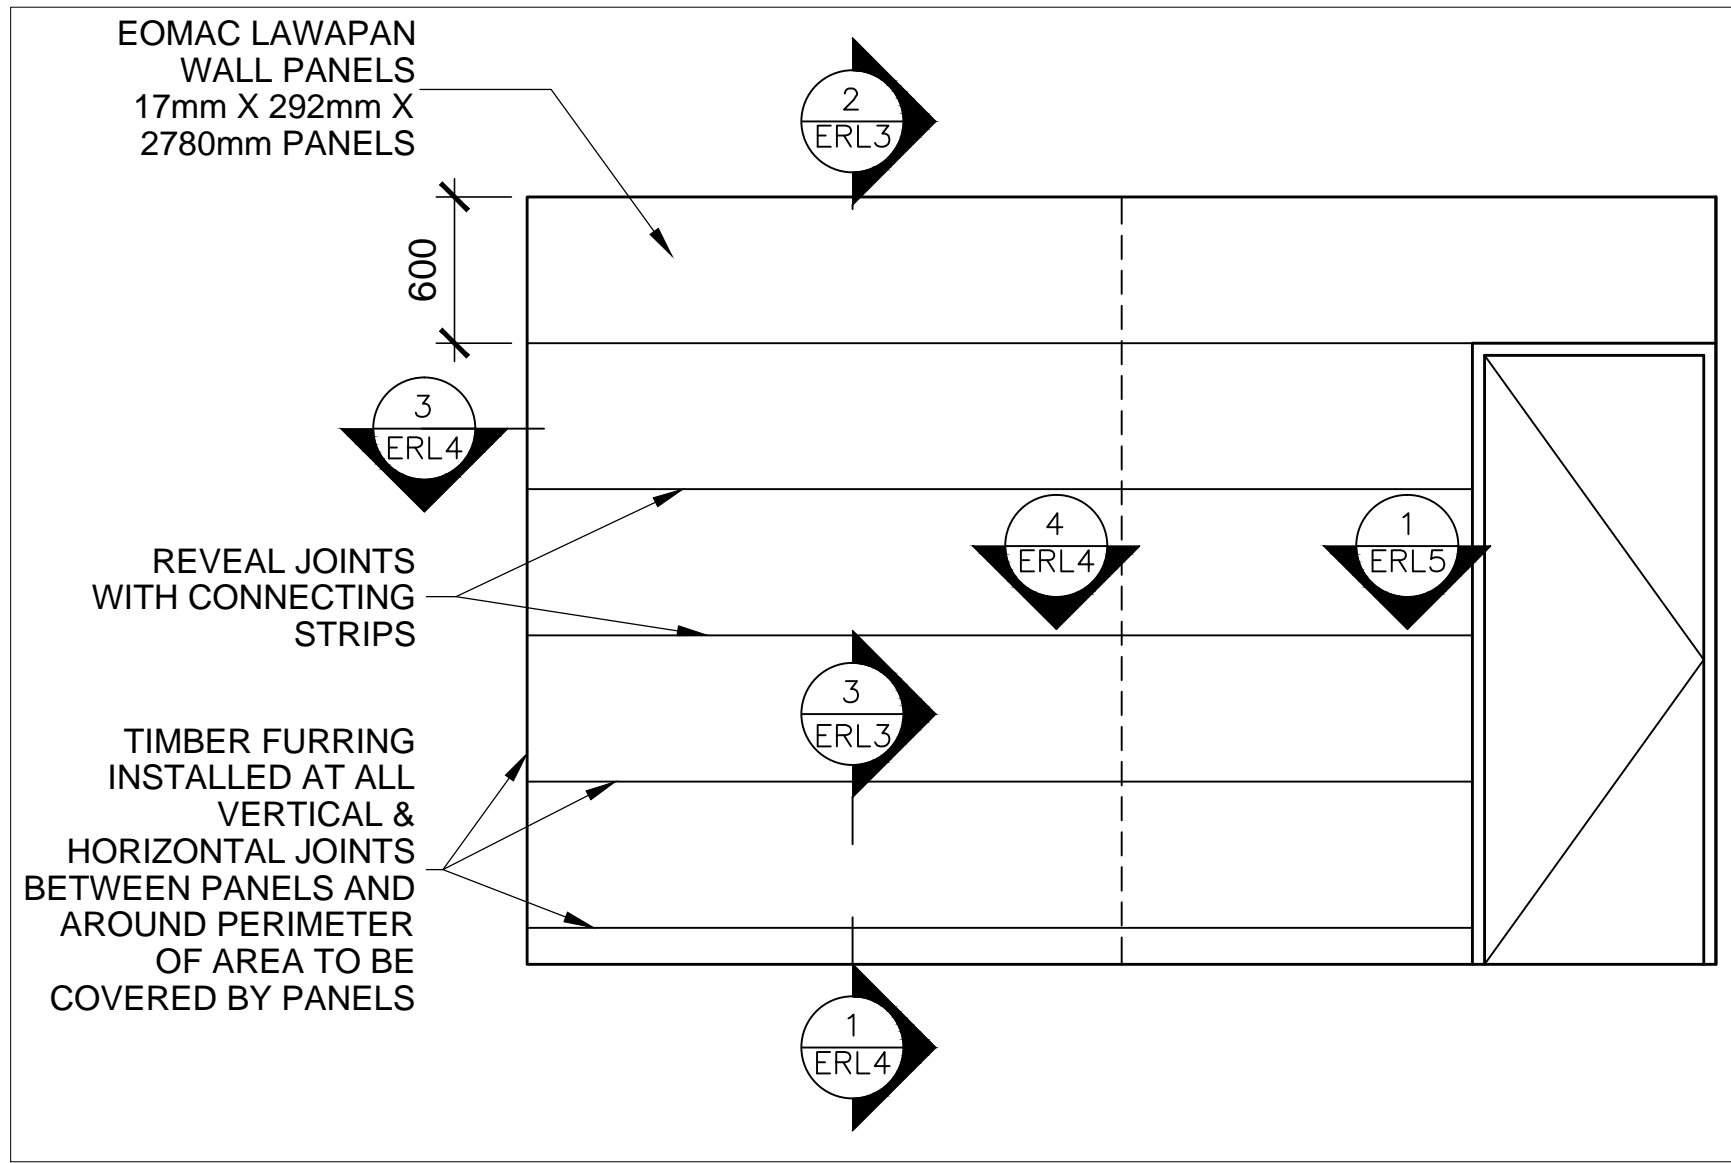 EOMAC LAWAPAN
WALL PANELS
17mm X 292mm X
2780mm PANELS
2
ERL3
600
3
ERL4
4
ERL4
1
ERL5
REVEAL JOINTS
WITH CONNECTING
STRIPS
3
ERL3
TIMBER FURRING
INSTALLED AT ALL
VERTICAL &
HORIZONTAL JOINTS
BETWEEN PANELS AND
AROUND PERIMETER
OF AREA TO BE
COVERED BY PANELS
1
ERL4